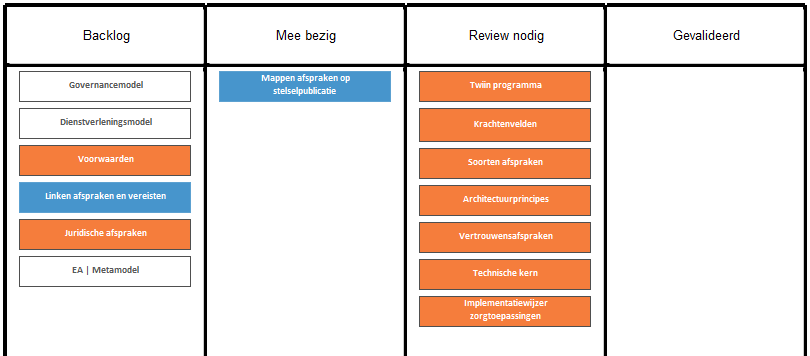 Backlog
Mee bezig
Review nodig
Gevalideerd
Governancemodel
Dienstverleningsmodel
Voorwaarden
Linken afspraken en vereisten
Juridische afspraken
EA | Metamodel
Mappen afspraken op
stelselpublicatie
Twiin programma
Krachtenvelden
Soorten afspraken
Architectuurprincipes
Vertrouwensafspraken
Technische kern
Implementatiewijzer
zorgtoepassingen